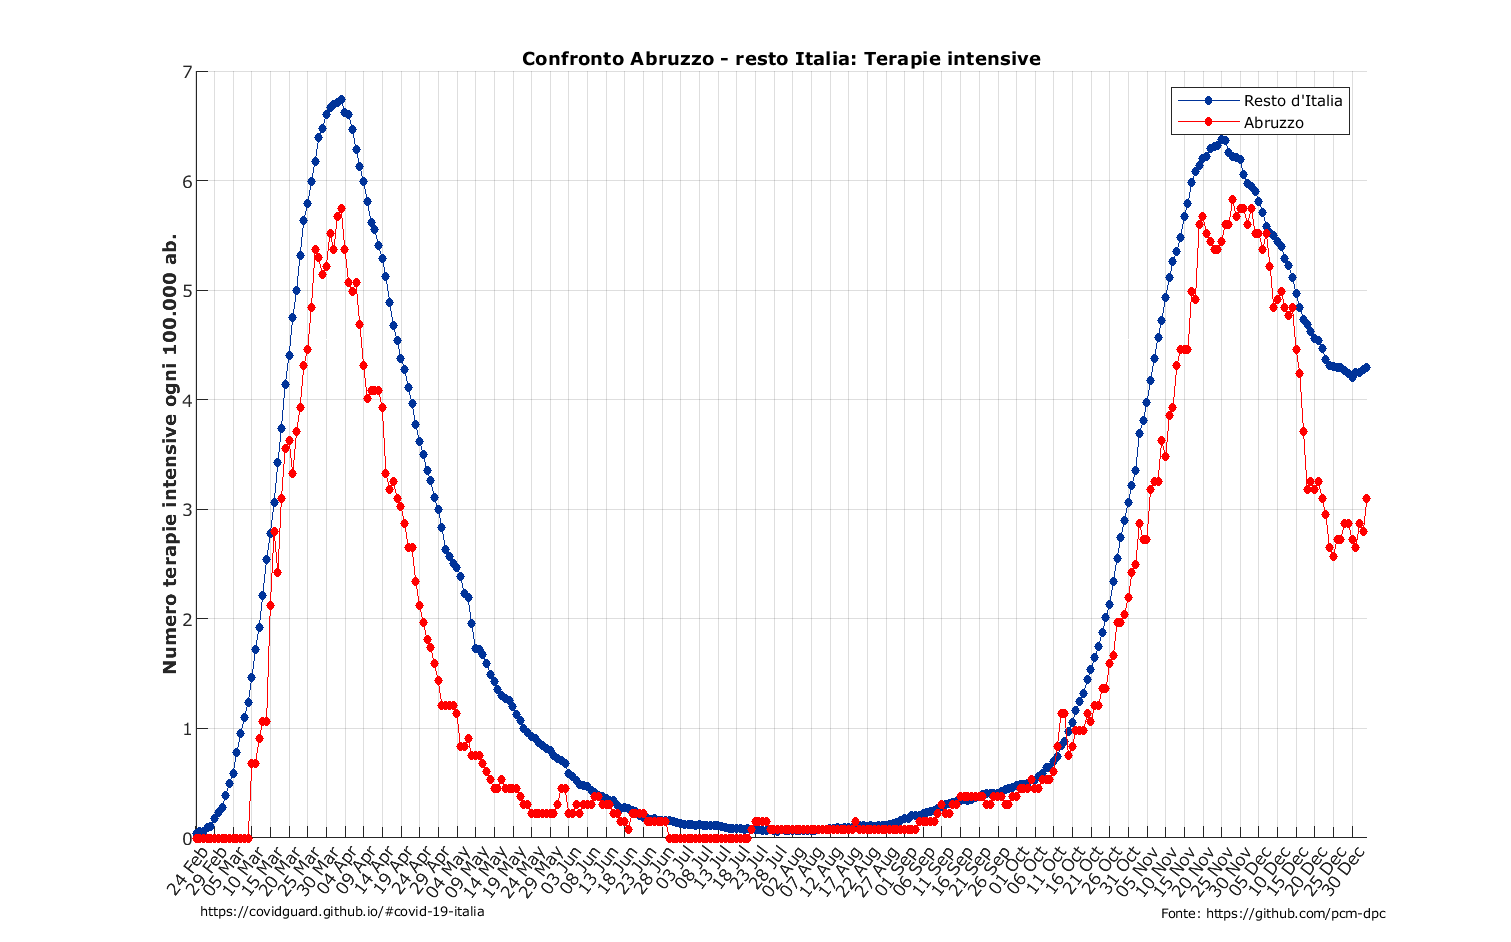 Confronto Abruzzo - resto Italia: Terapie intensive
Resto d'Italia
Abruzzo
Numero terapie intensive ogni 100.000 ab.
7
6
5
4
3
2
1
0
24 Feb
29 Feb
05 Mar
10 Mar
15 Mar
20 Mar
25 Mar
30 Mar
04 Apr
09 Apr
14 Apr
19 Apr
24 Apr
29 Apr
04 May
09 May
14 May
19 May
24 May
29 May
03 Jun
08 Jun
13 Jun
18 Jun
23 Jun
28 Jun
03 Jul
08 Jul
13 Jul
18 Jul
23 Jul
28 Jul
02 Aug
07 Aug
12 Aug
17 Aug
22 Aug
27 Aug
01 Sep
06 Sep
11 Sep
16 Sep
21 Sep
26 Sep
01 Oct
06 Oct
11 Oct
16 Oct
21 Oct
26 Oct
31 Oct
05 Nov
10 Nov
15 Nov
20 Nov
25 Nov
30 Nov
05 Dec
10 Dec
15 Dec
20 Dec
25 Dec
30 Dec
https://covidguard.github.io/#covid-19-italia
Fonte: https://github.com/pcm-dpc